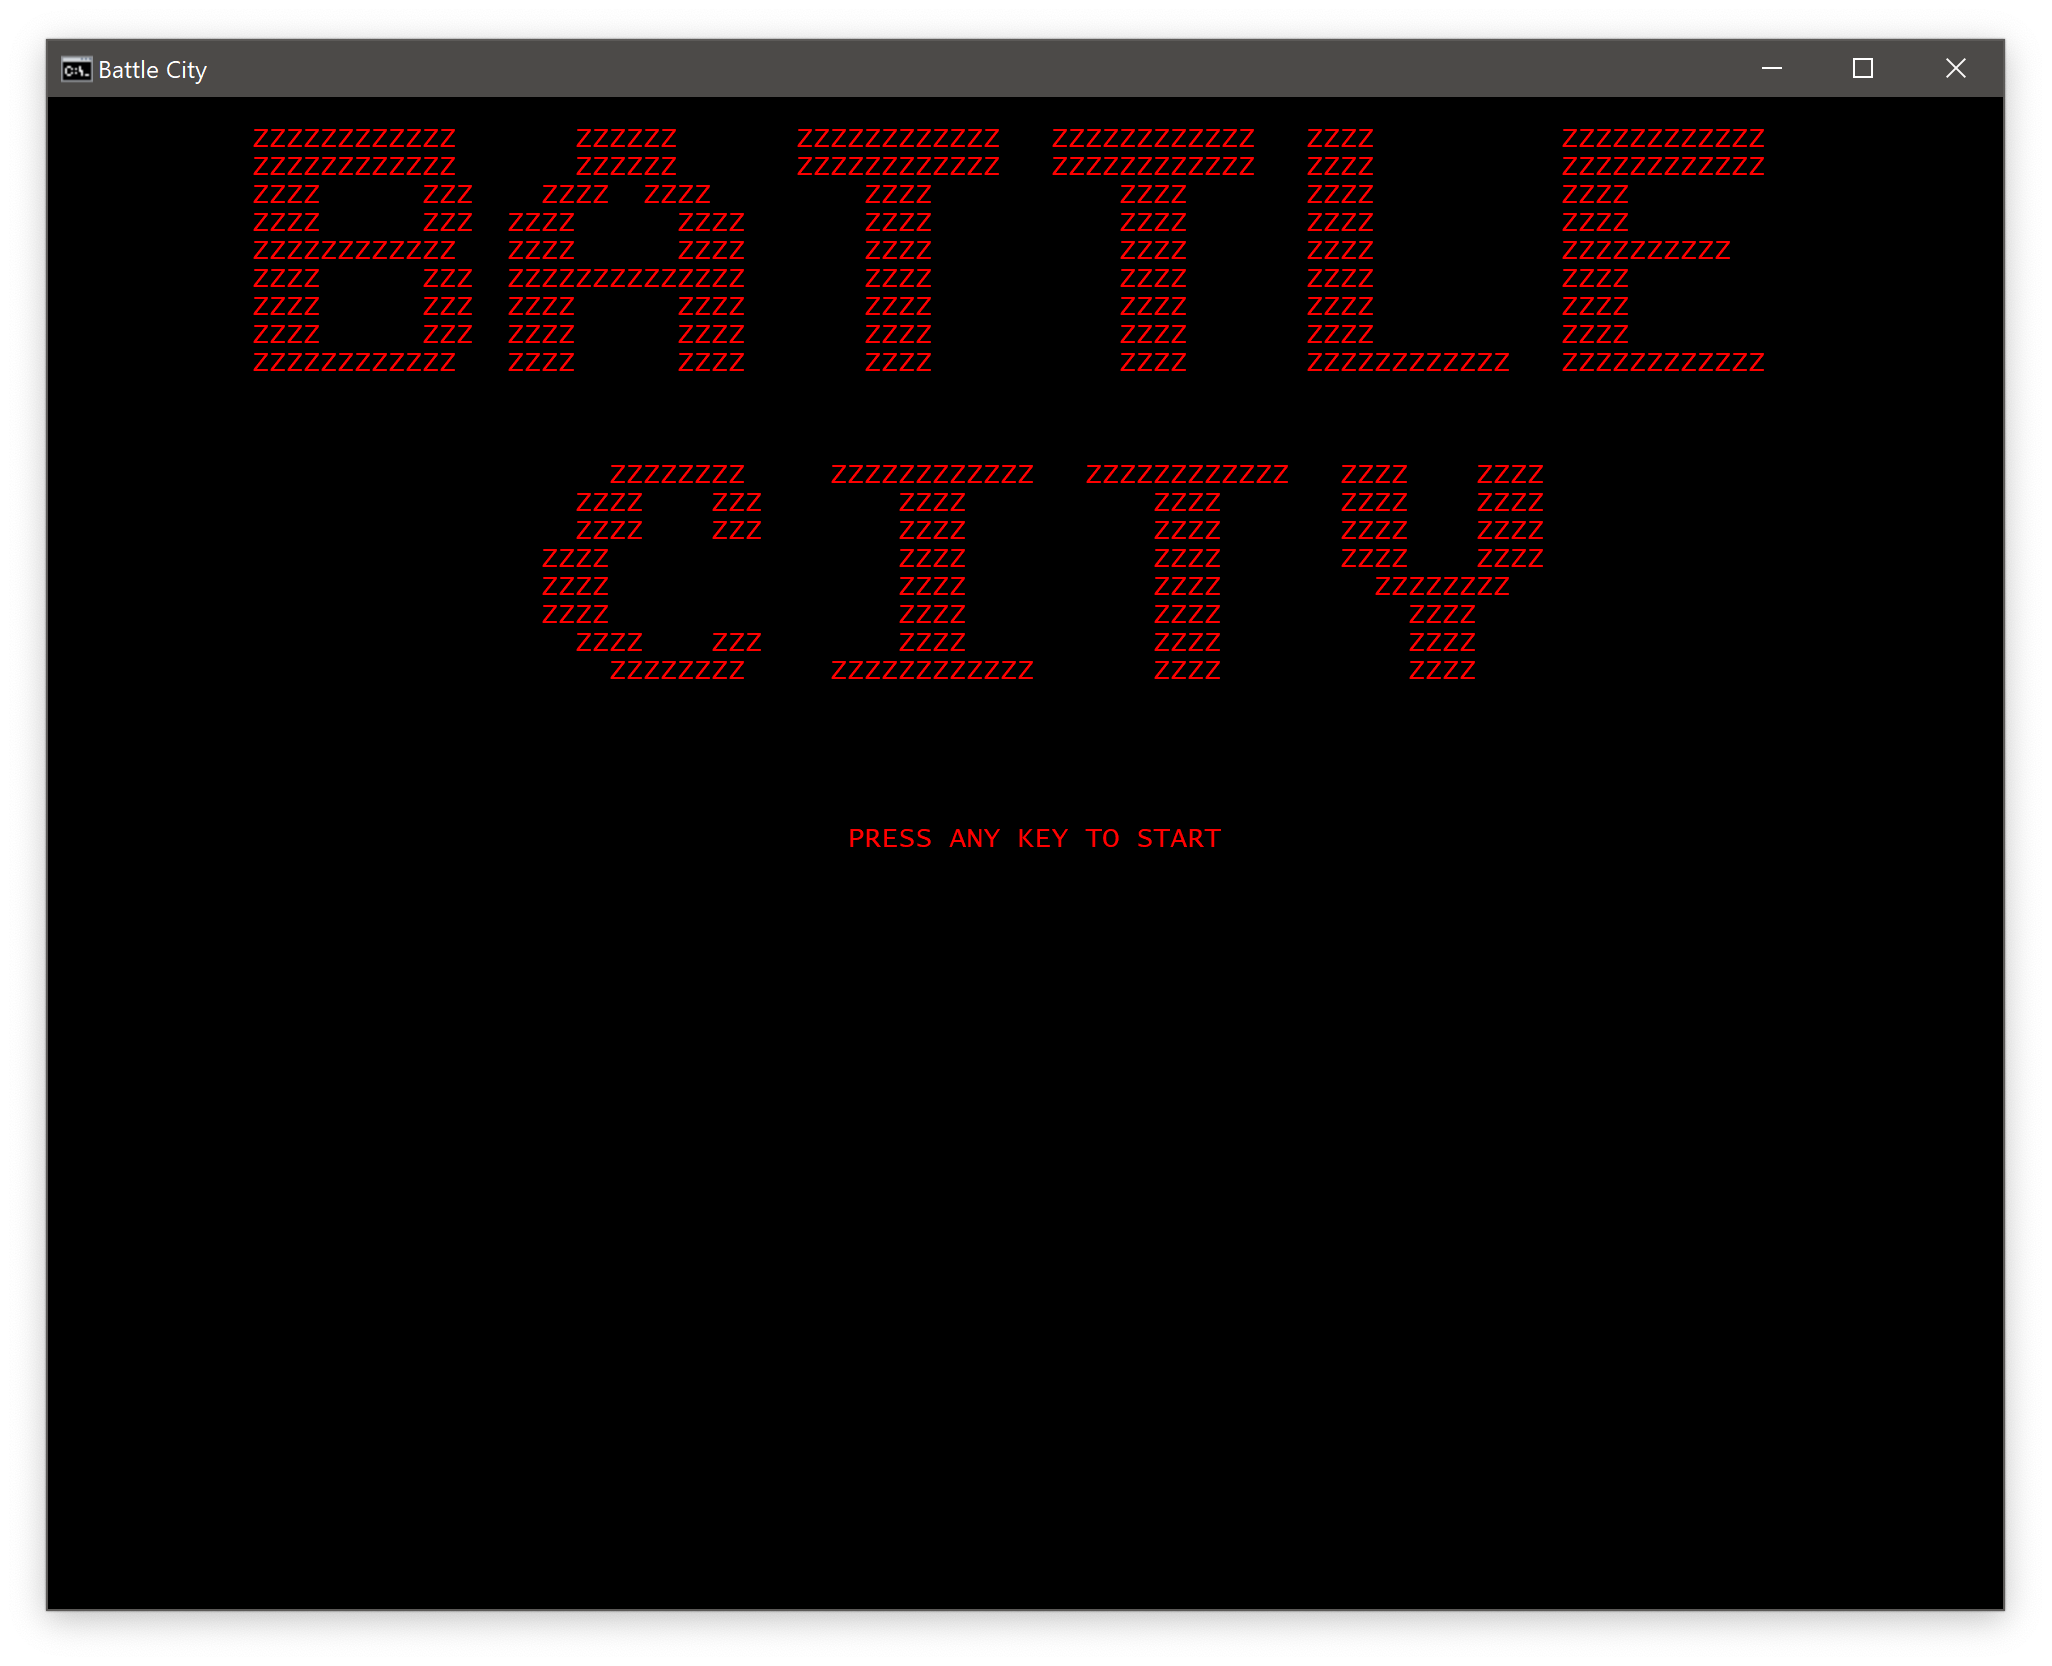 Battle City
ZZZZZZZZZZZZ       ZZZZZZ       ZZZZZZZZZZZZ   ZZZZZZZZZZZZ   ZZZZ           ZZZZZZZZZZZZ
ZZZZZZZZZZZZ       ZZZZZZ       ZZZZZZZZZZZZ   ZZZZZZZZZZZZ   ZZZZ           ZZZZZZZZZZZZ
ZZZZ      ZZZ    ZZZZ  ZZZZ         ZZZZ           ZZZZ       ZZZZ           ZZZZ
ZZZZ      ZZZ  ZZZZ      ZZZZ       ZZZZ           ZZZZ       ZZZZ           ZZZZ
ZZZZZZZZZZZZ   ZZZZ      ZZZZ       ZZZZ           ZZZZ       ZZZZ           ZZZZZZZZZZ
ZZZZ      ZZZ  ZZZZZZZZZZZZZZ       ZZZZ           ZZZZ       ZZZZ           ZZZZ
ZZZZ      ZZZ  ZZZZ      ZZZZ       ZZZZ           ZZZZ       ZZZZ           ZZZZ
ZZZZ      ZZZ  ZZZZ      ZZZZ       ZZZZ           ZZZZ       ZZZZ           ZZZZ
ZZZZZZZZZZZZ   ZZZZ      ZZZZ       ZZZZ           ZZZZ       ZZZZZZZZZZZZ   ZZZZZZZZZZZZ
ZZZZZZZZ     ZZZZZZZZZZZZ   ZZZZZZZZZZZZ   ZZZZ    ZZZZ
ZZZZ    ZZZ        ZZZZ           ZZZZ       ZZZZ    ZZZZ
ZZZZ    ZZZ        ZZZZ           ZZZZ       ZZZZ    ZZZZ
ZZZZ                 ZZZZ           ZZZZ       ZZZZ    ZZZZ
ZZZZ                 ZZZZ           ZZZZ         ZZZZZZZZ
ZZZZ                 ZZZZ           ZZZZ           ZZZZ
ZZZZ    ZZZ        ZZZZ           ZZZZ           ZZZZ
ZZZZZZZZ     ZZZZZZZZZZZZ       ZZZZ           ZZZZ
PRESS ANY KEY TO START